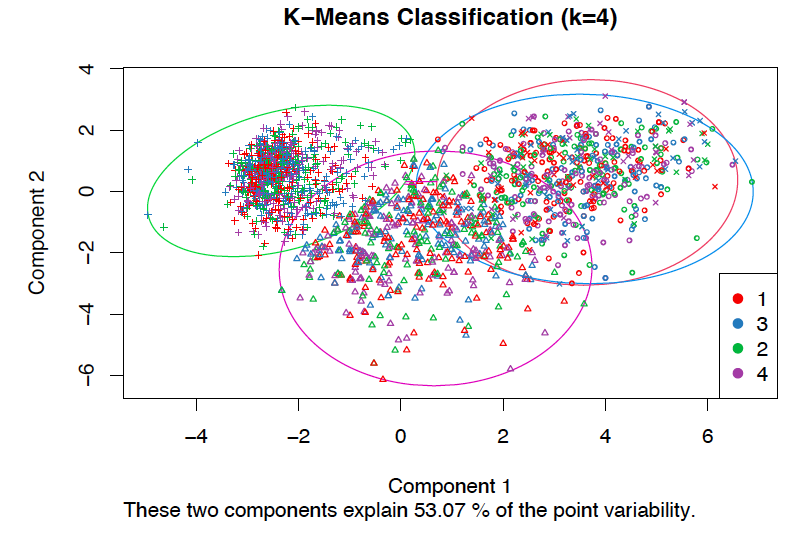 K−Means Classification (k=4)
Component 2
4
2
0
−2
−4
−6
1
3
2
4
−4 −2 0 2 4 6
Component 1
These two components explain 53.07 % of the point variability.